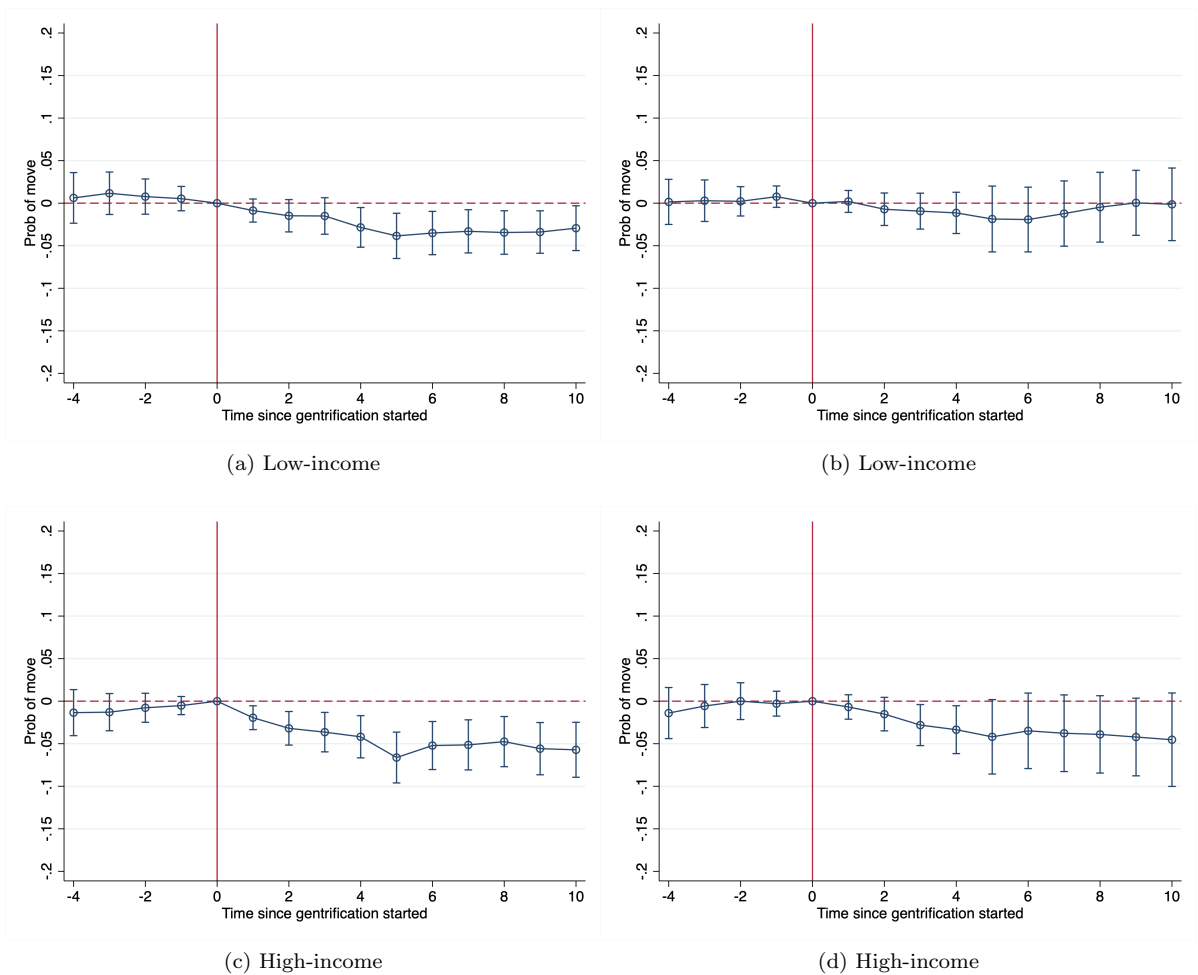 .2
.15
.1
.05
0
-.05
-.1
-.15
-.2
Prob of move
-4 -2 0 2 4 6 8 10
Time since gentrification started
(a) Low-income
.2
.15
.1
.05
0
-.05
-.1
-.15
-.2
Prob of move
-4 -2 0 2 4 6 8 10
Time since gentrification started
(b) Low-income
.2
.15
.1
.05
0
-.05
-.1
-.15
-.2
Prob of move
-4 -2 0 2 4 6 8 10
Time since gentrification started
(c) High-income
.2
.15
.1
.05
0
-.05
-.1
-.15
-.2
Prob of move
-4 -2 0 2 4 6 8 10
Time since gentrification started
(d) High-income